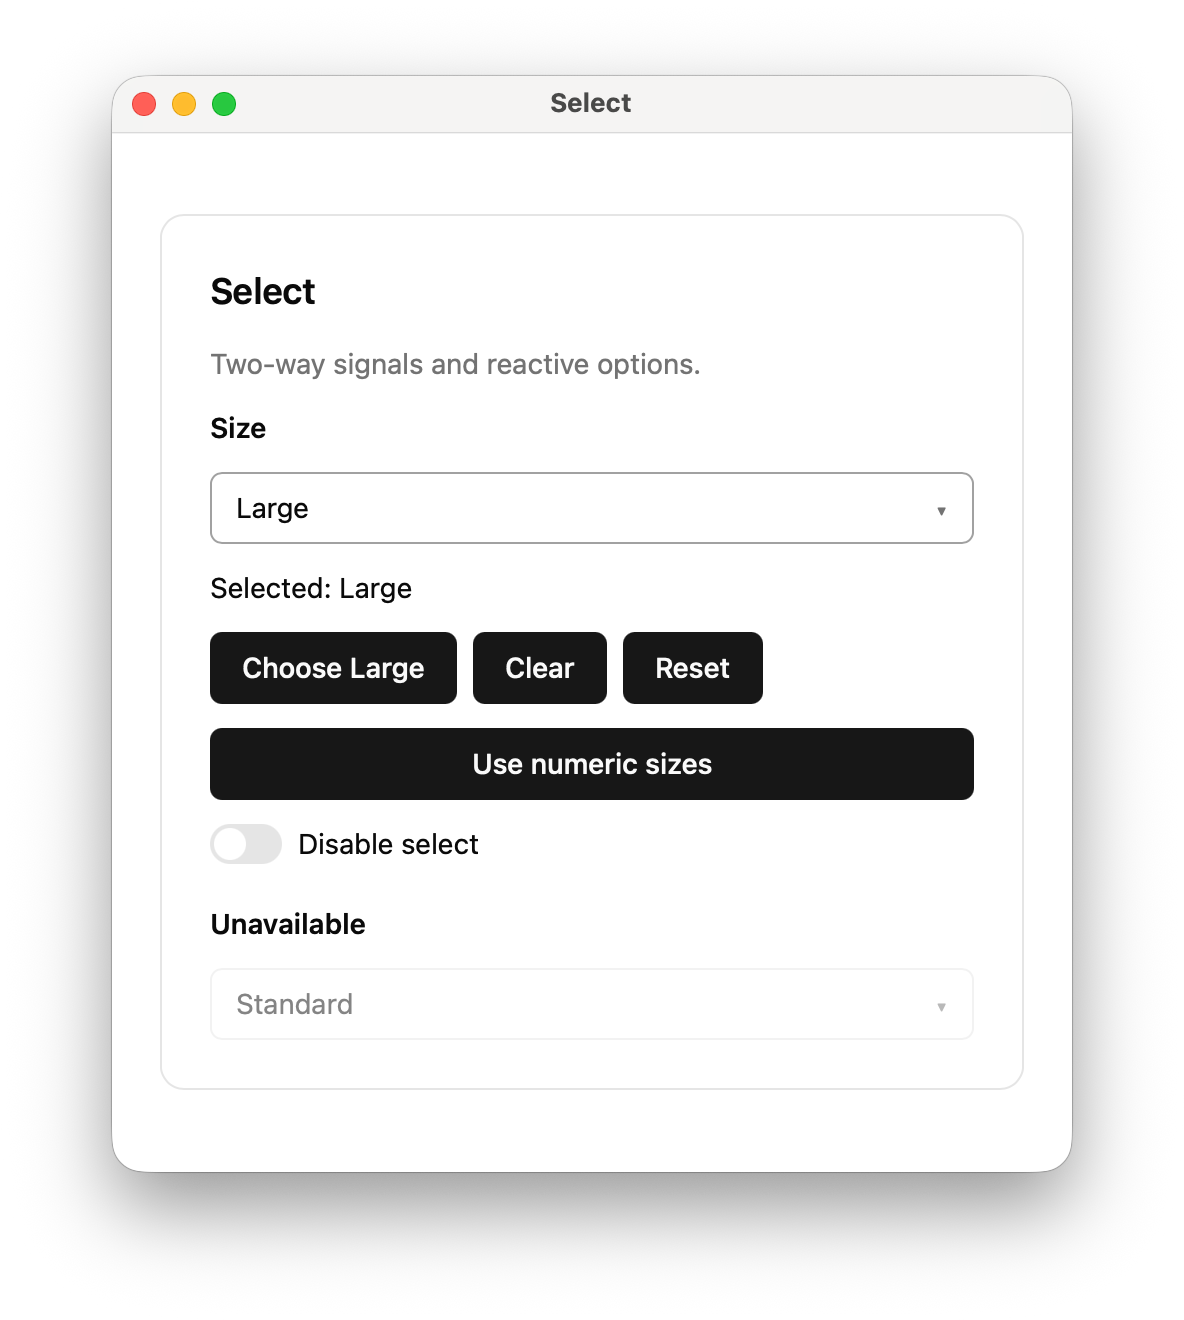 Select
Select
Two-way signals and reactive options.
Size
Large
Selected: Large
Choose Large Clear Reset
Use numeric sizes
Disable select
Unavailable
Standard